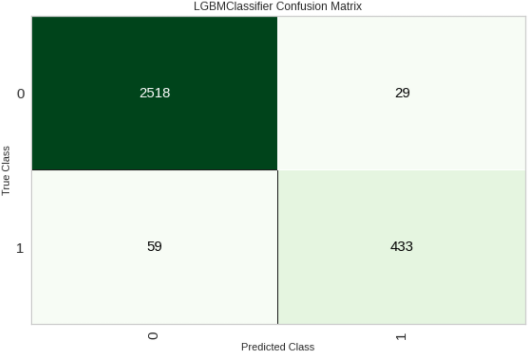 LGBMClassifier Confusion Matrix
True Class
0
2518
29
1
59
433
0
1
Predicted Class